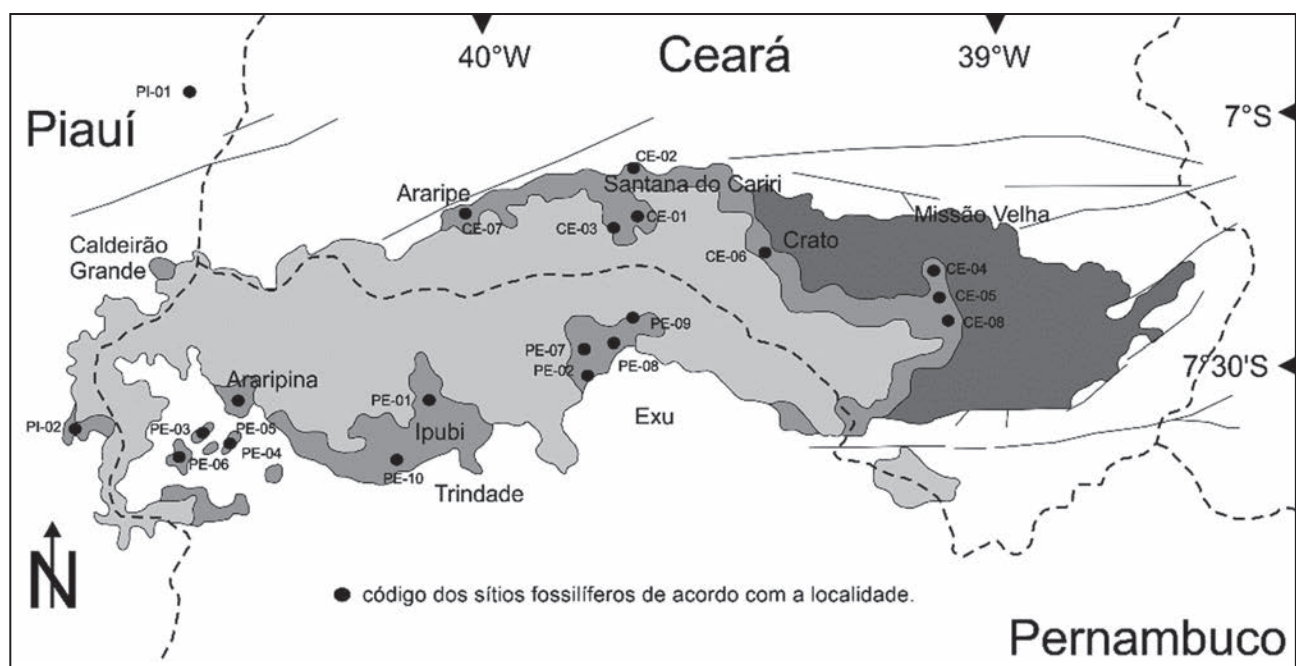 40°W
Ceará
39°W
PI-01
Piauí
7°S
CE-02
Araripe
Santana do Cariri
CE-07
CE-01
CE-03
Missão Velha
Caldeirão
Grande
Crato
CE-06
CE-04
CE-05
CE-08
PE-09
PE-07
PE-08
PE-02
7°30'S
Araripina
PE-01
Exu
PI-02
PE-03
PE-05
PE-04
PE-06
Ipubi
PE-10
Trindade
N
código dos sítios fossilíferos de acordo com a localidade.
Pernambuco